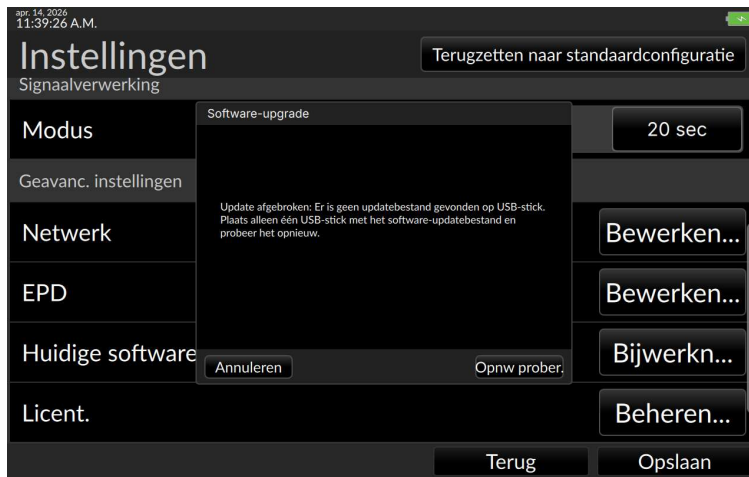 apr. 14, 2026
11:39:26 A.M.
Instellingen
Terugzetten naar standaardconfiguratie
Signaalverwerking
Modus
20 sec
Geavanc. instellingen
Netwerk
Bewerken...
EPD
Bewerken...
Huidige software
Bijwerkn...
Licent.
Beheren...
Software-upgrade
Update afgebroken: Er is geen updatebestand gevonden op USB-stick.
Plaats alleen één USB-stick met het software-updatebestand en
probeer het opnieuw.
Annuleren
Opnw prober.
Terug
Opslaan